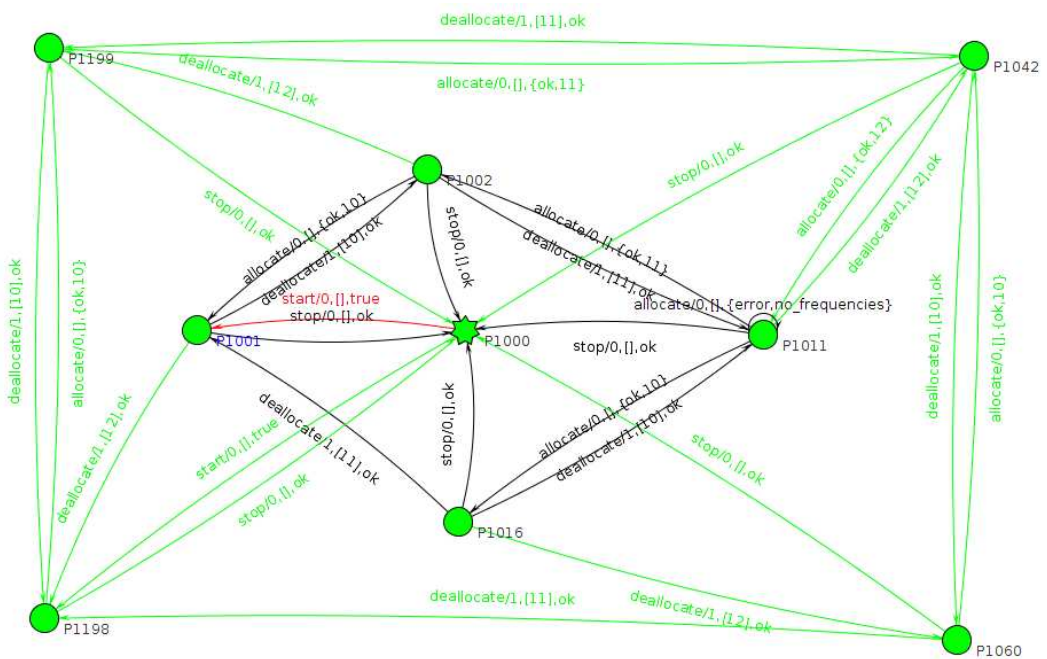 deallocate/1,[11],ok
P1199
P1042
deallocate/1,[12],ok
allocate/0,[],{ok,11}
P1002
stop/0,[],ok
allocate/0,[],{ok,12}
stop/0,[],ok
deallocate/1,[12],ok
allocate/0,[],{ok,10}
deallocate/1,[10],ok
stop/0,[],ok
allocate/0,[],{ok,11}
deallocate/1,[11],ok
start/0,[],true
allocate/0,[],{error,no_frequencies}
stop/0,[],ok
P1001
P1000
stop/0,[],ok
P1011
deallocate/1,[10],ok
allocate/0,[],{ok,10}
deallocate/1,[10],ok
allocate/0,[],{ok,10}
deallocate/1,[12],ok
start/0,[],true
stop/0,[],ok
deallocate/1,[11],ok
stop/0,[],ok
allocate/0,[],{ok,10}
deallocate/1,[10],ok
stop/0,[],ok
P1016
deallocate/1,[11],ok
deallocate/1,[12],ok
P1198
P1060